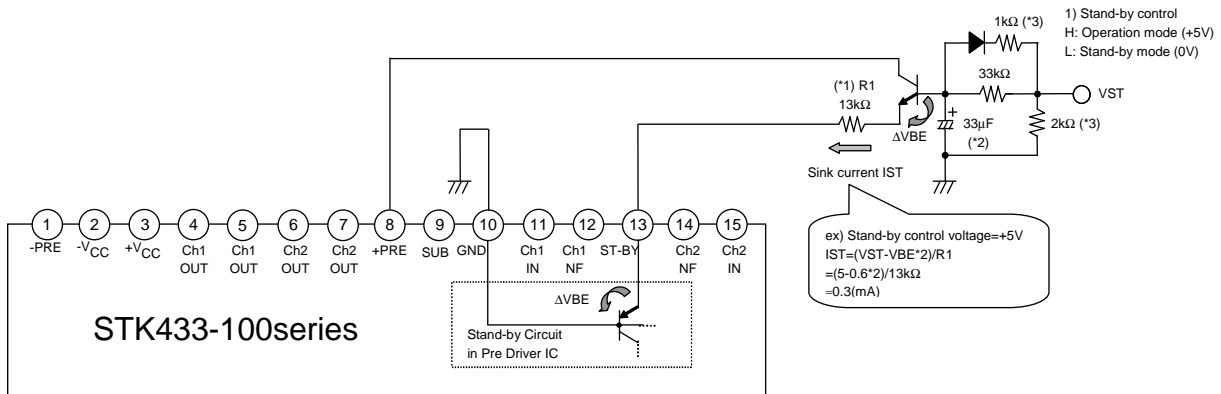 1kΩ (*3)
1) Stand-by control
H: Operation mode (+5V)
L: Stand-by mode (0V)
33kΩ
VST
(*1) R1
13kΩ
ΔVBE
+
33μF
(*2)
2kΩ (*3)
Sink current IST
ex) Stand-by control voltage=+5V
IST=(VST-VBE*2)/R1
=(5-0.6*2)/13kΩ
≈0.3(mA)
1 2 3 4 5 6 7 8 9 10 11 12 13 14 15
-PRE -VCC +VCC Ch1 OUT Ch1 OUT Ch2 OUT Ch2 OUT +PRE SUB GND Ch1 IN Ch1 NF ST-BY Ch2 NF Ch2 IN
ΔVBE
Stand-by Circuit
in Pre Driver IC
STK433-100series